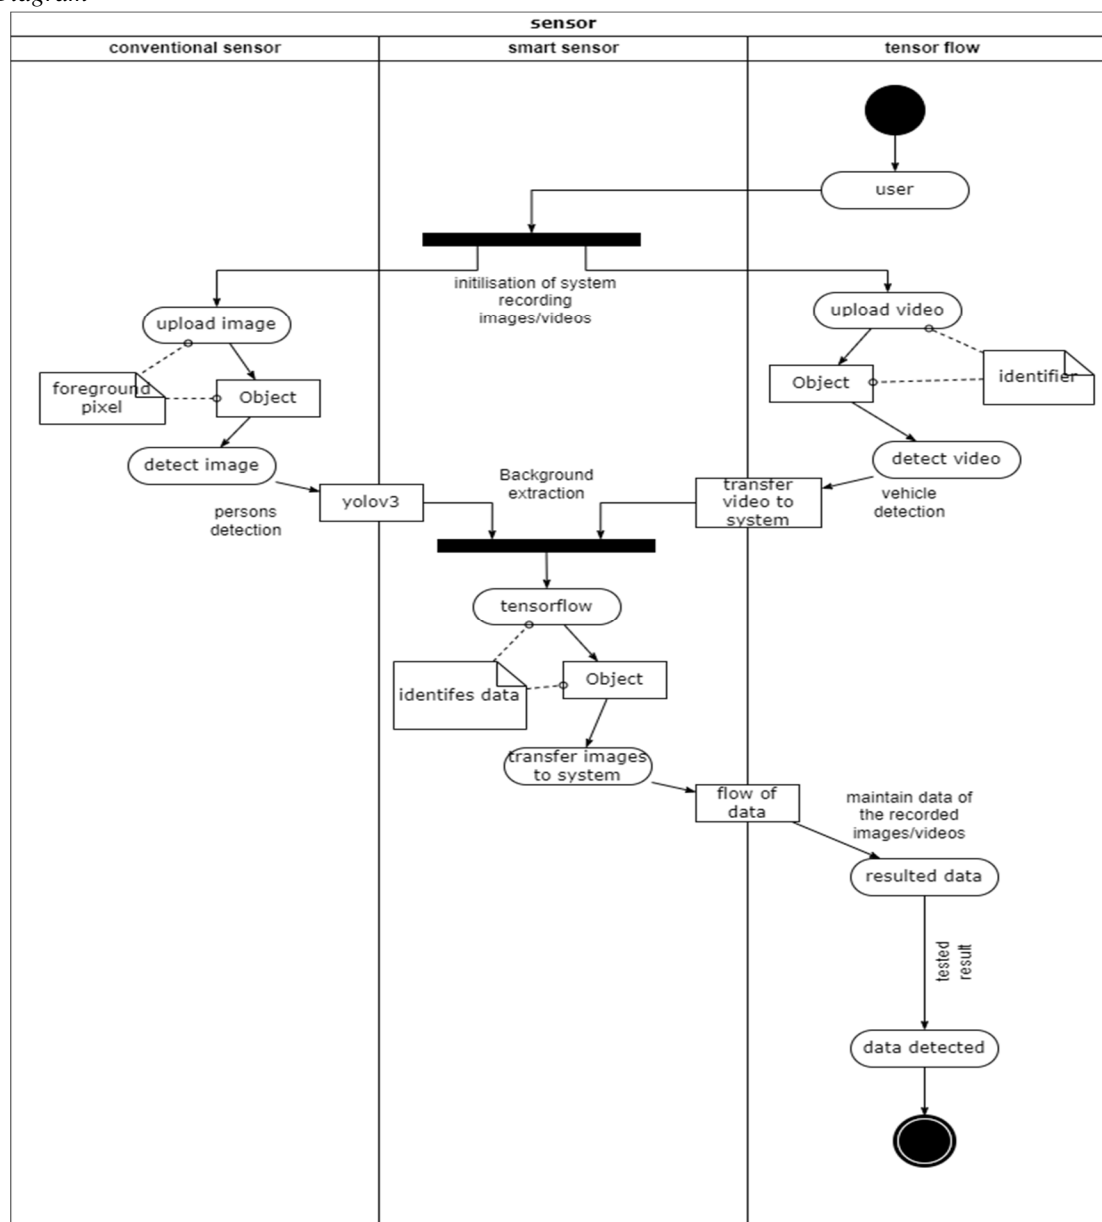 Diagram
sensor
conventional sensor
smart sensor
tensor flow
user
initilisation of system
recording
images/videos
upload image
upload video
foreground
pixel
Object
Object
identifier
detect image
detect video
persons
detection
yolov3
Background
extraction
transfer
video to
system
vehicle
detection
tensorflow
identifes data
Object
transfer images
to system
flow of
data
maintain data of
the recorded
images/videos
resulted data
tested
result
data detected